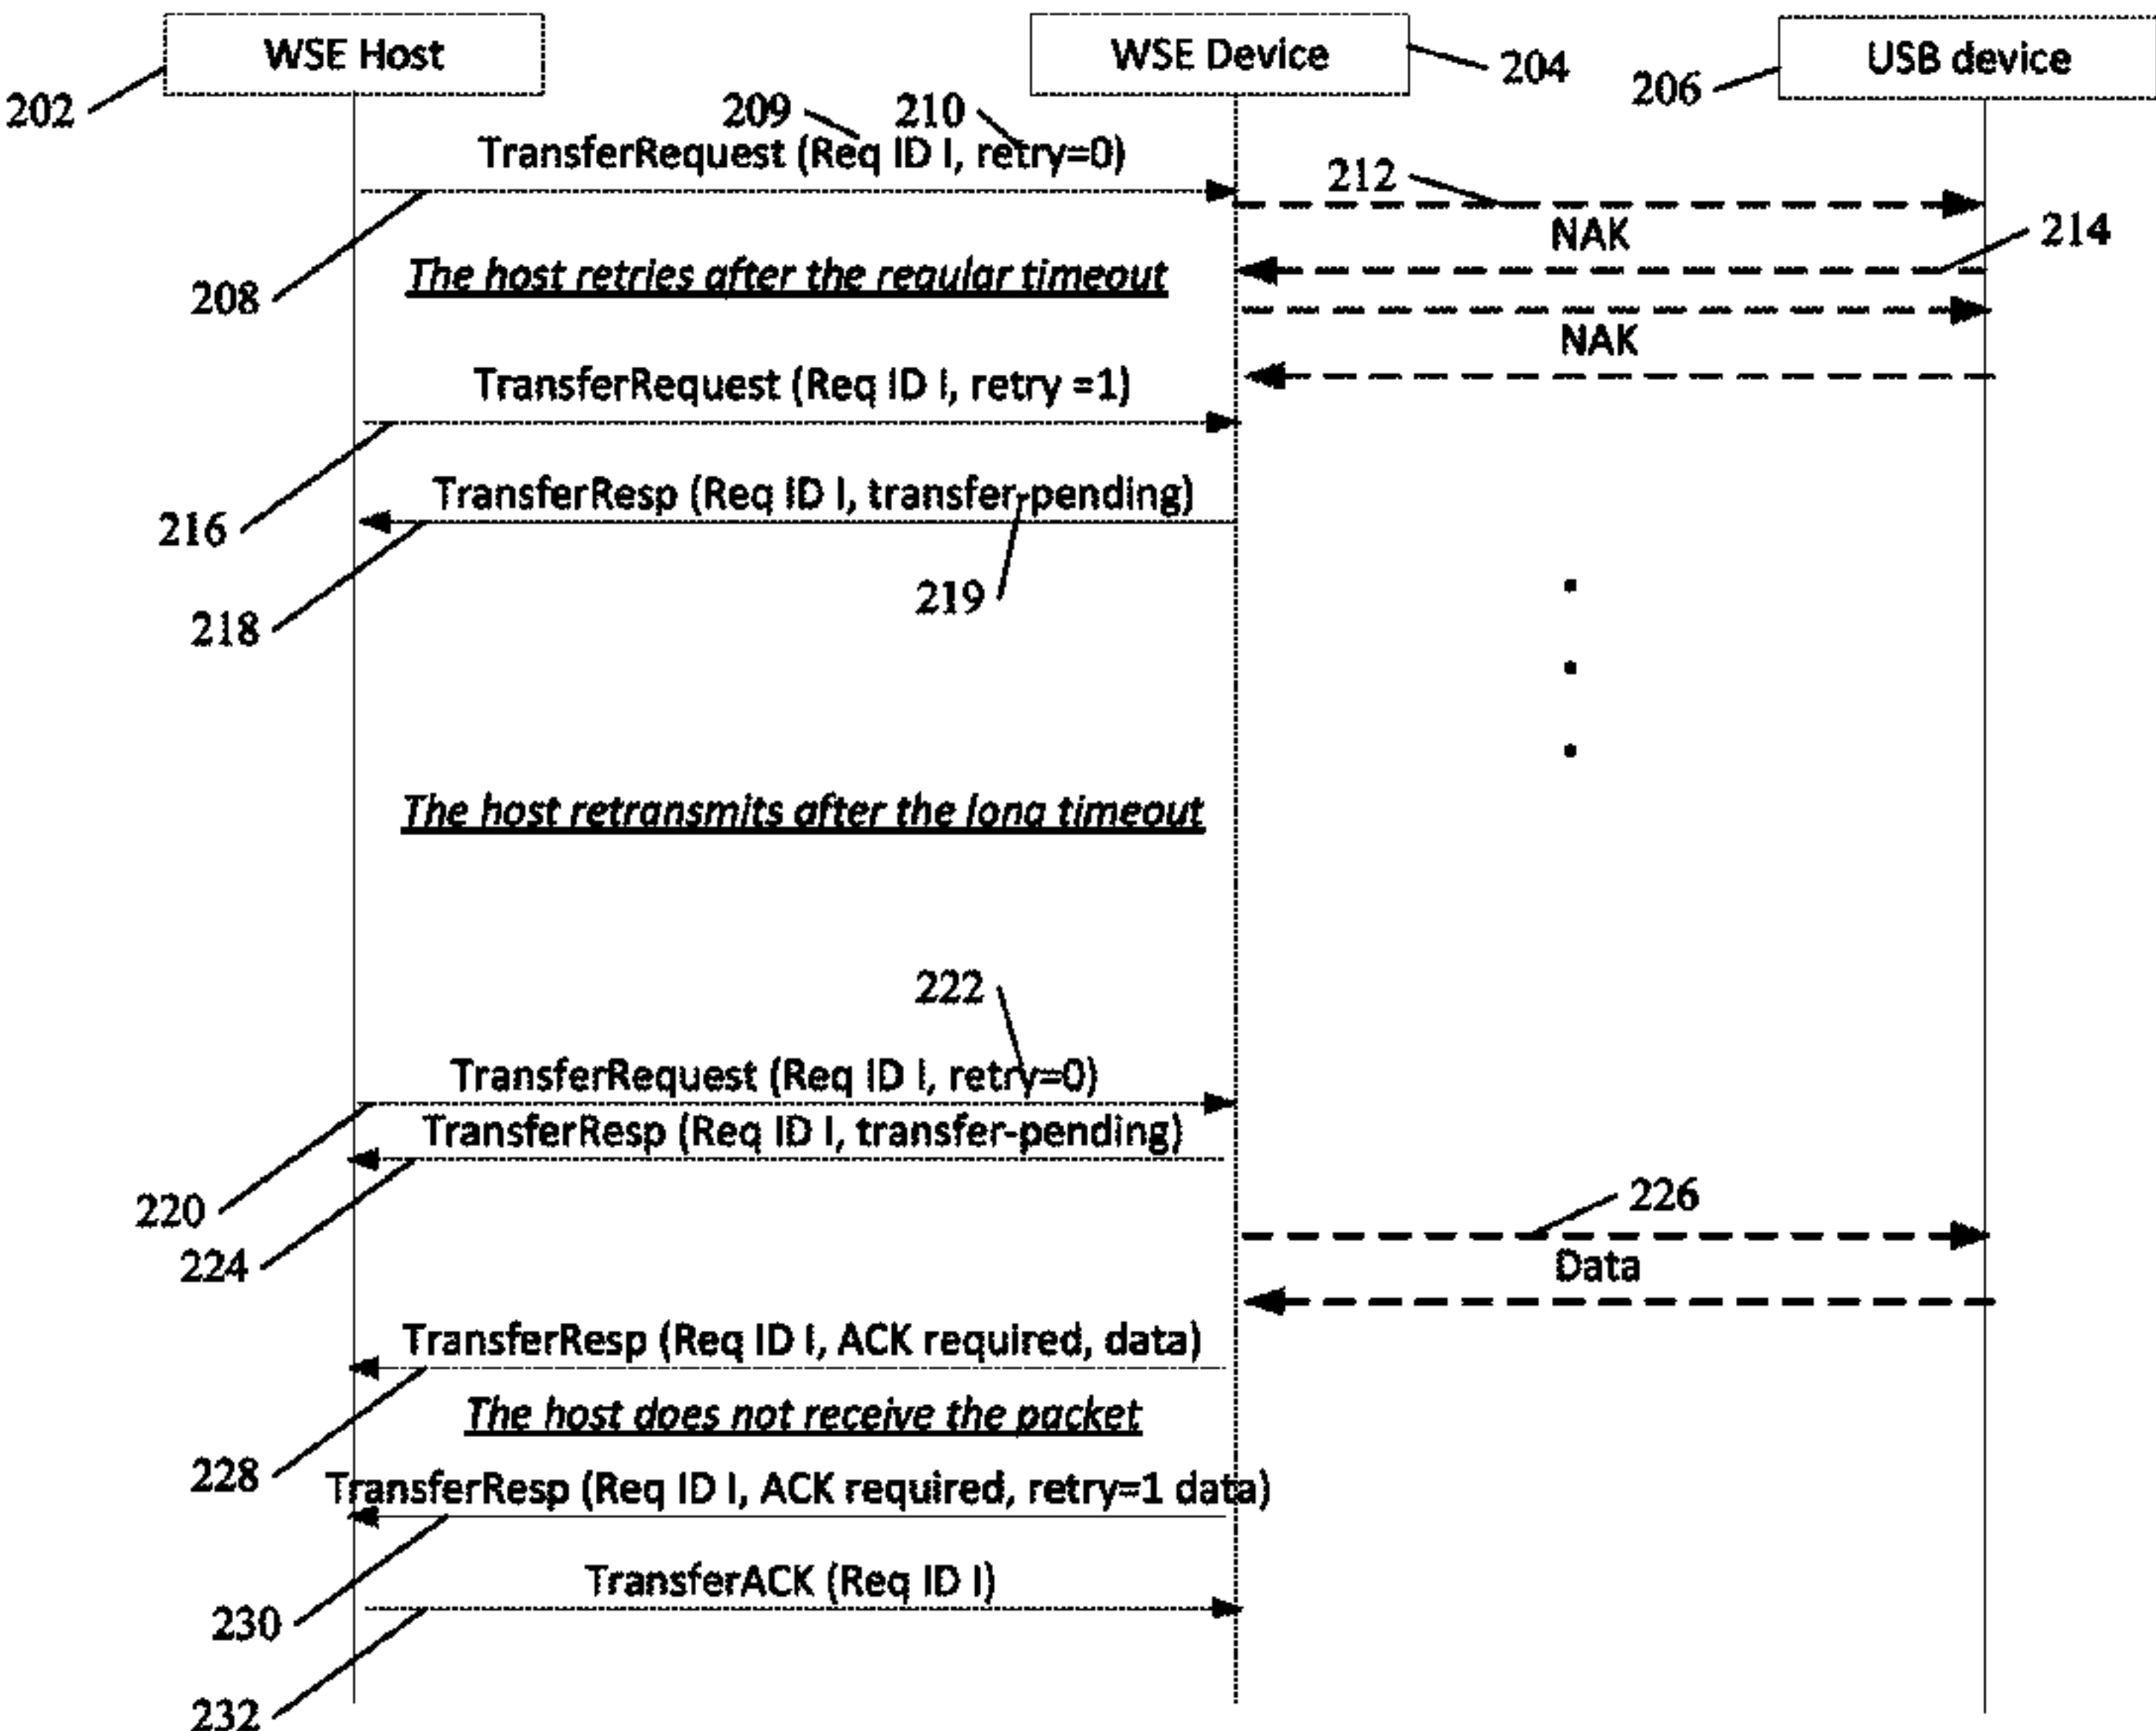 WSE Host
WSE Device
USB device
202
204
206
209
210
TransferRequest (Req ID I, retry=0)
212
NAK
214
208
The host retries after the regular timeout
NAK
TransferRequest (Req ID I, retry =1)
216
TransferResp (Req ID I, transfer-pending)
219
218
The host retransmits after the long timeout
222
TransferRequest (Req ID I, retry=0)
TransferResp (Req ID I, transfer-pending)
220
226
224
Data
TransferResp (Req ID I, ACK required, data)
The host does not receive the packet
228
TransferResp (Req ID I, ACK required, retry=1 data)
TransferACK (Req ID I)
230
232